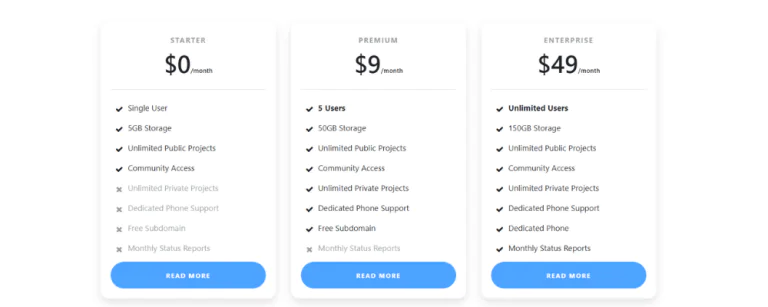 STARTER
$0/month
Single User
5GB Storage
Unlimited Public Projects
Community Access
Unlimited Private Projects
Dedicated Phone Support
Free Subdomain
Monthly Status Reports
READ MORE
PREMIUM
$9/month
5 Users
50GB Storage
Unlimited Public Projects
Community Access
Unlimited Private Projects
Dedicated Phone Support
Free Subdomain
Monthly Status Reports
READ MORE
ENTERPRISE
$49/month
Unlimited Users
150GB Storage
Unlimited Public Projects
Community Access
Unlimited Private Projects
Dedicated Phone Support
Dedicated Phone
Monthly Status Reports
READ MORE